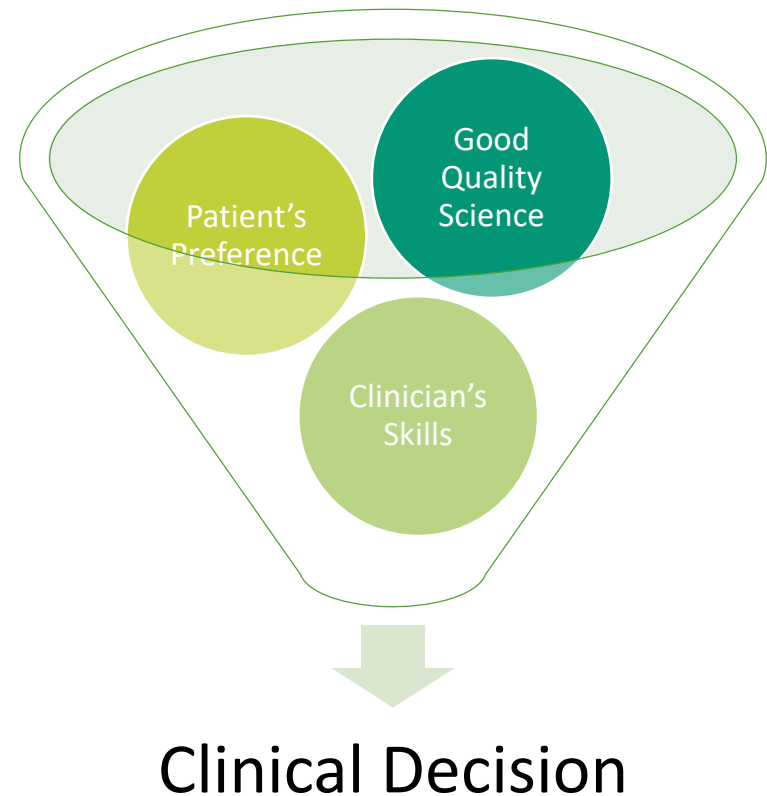 Good
Quality
Science
Patient’s
Preference
Clinician’s
Skills
Clinical Decision